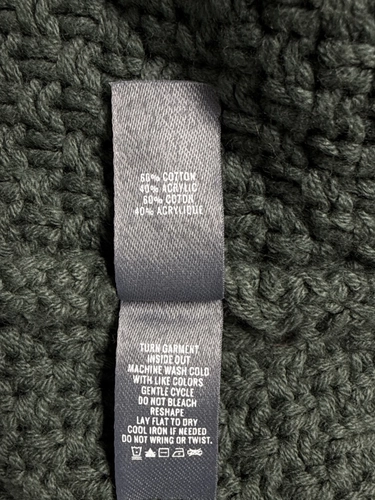 60% COTTON
40% ACRYLIC
60% COTON
40% ACRYLIQUE
TURN GARMENT
INSIDE OUT
MACHINE WASH COLD
WITH LIKE COLORS
GENTLE CYCLE
DO NOT BLEACH
RESHAPE
LAY FLAT TO DRY
COOL IRON IF NEEDED
DO NOT WRING OR TWIST.